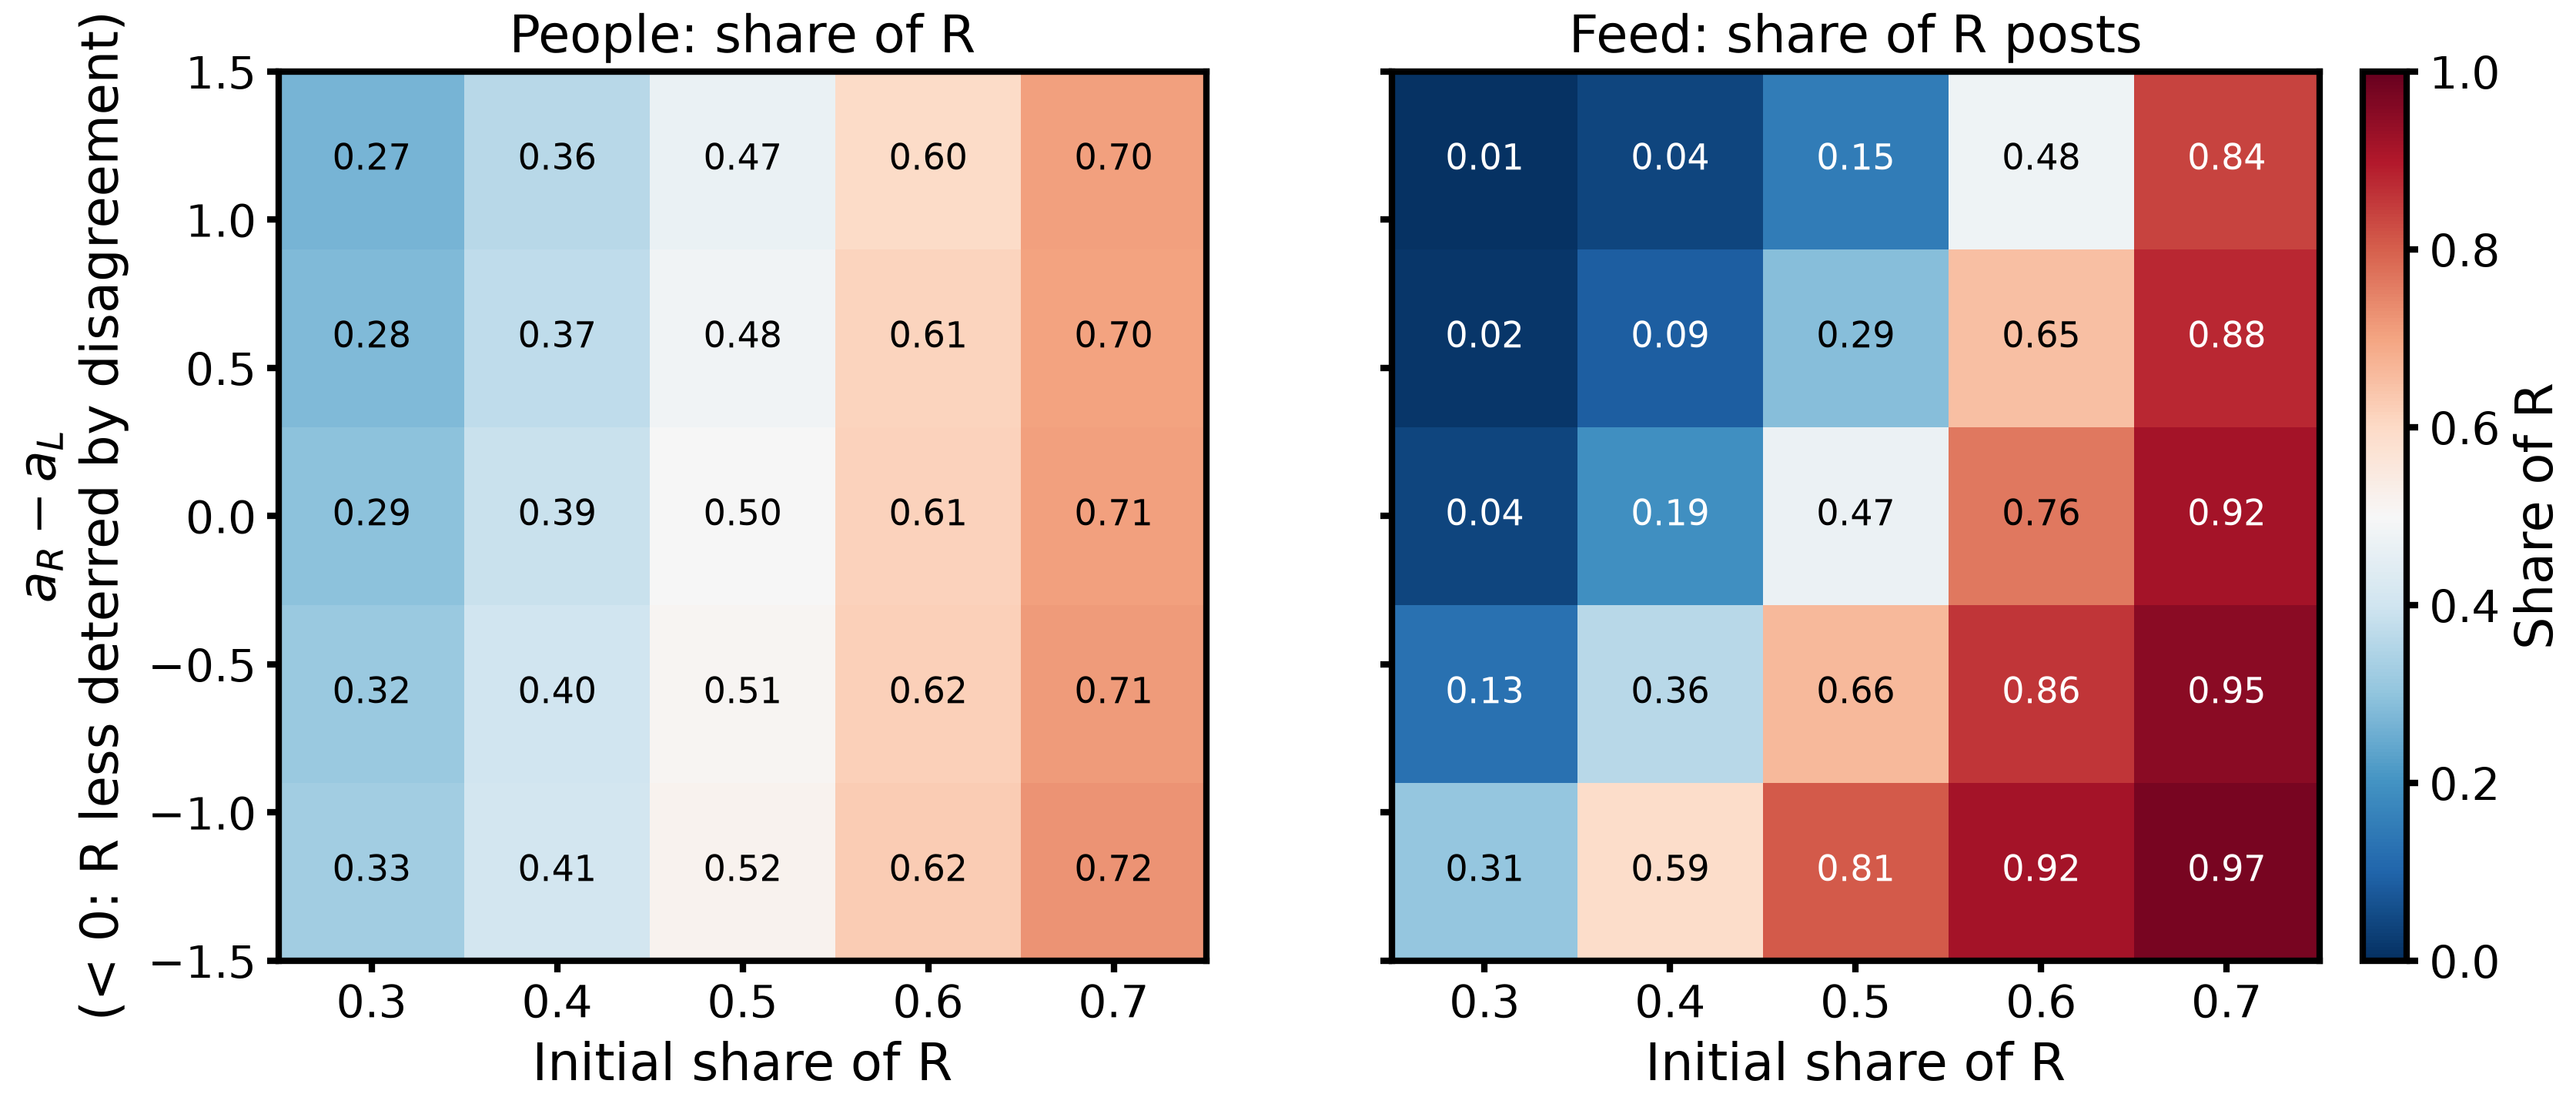 People: share of R
Feed: share of R posts
a_R − a_L
(< 0: R less deterred by disagreement)
1.5
1.0
0.5
0.0
−0.5
−1.0
−1.5
0.27 0.36 0.47 0.60 0.70
0.28 0.37 0.48 0.61 0.70
0.29 0.39 0.50 0.61 0.71
0.32 0.40 0.51 0.62 0.71
0.33 0.41 0.52 0.62 0.72
0.3 0.4 0.5 0.6 0.7
Initial share of R
0.01 0.04 0.15 0.48 0.84
0.02 0.09 0.29 0.65 0.88
0.04 0.19 0.47 0.76 0.92
0.13 0.36 0.66 0.86 0.95
0.31 0.59 0.81 0.92 0.97
0.3 0.4 0.5 0.6 0.7
Initial share of R
1.0
0.8
0.6
0.4
0.2
0.0
Share of R